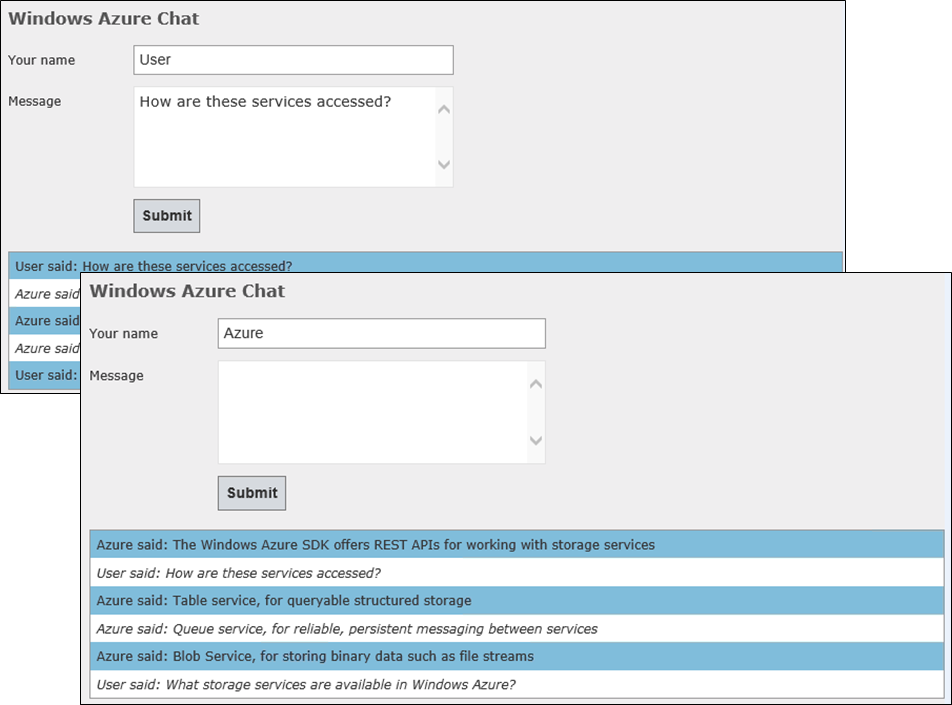 Windows Azure Chat
Your name
User
Message
How are these services accessed?
Submit
User said: How are these services accessed?
Azure said
Azure said
Azure said
User said:
Windows Azure Chat
Your name
Azure
Message
Submit
Azure said: The Windows Azure SDK offers REST APIs for working with storage services
User said: How are these services accessed?
Azure said: Table service, for queryable structured storage
Azure said: Queue service, for reliable, persistent messaging between services
Azure said: Blob Service, for storing binary data such as file streams
User said: What storage services are available in Windows Azure?